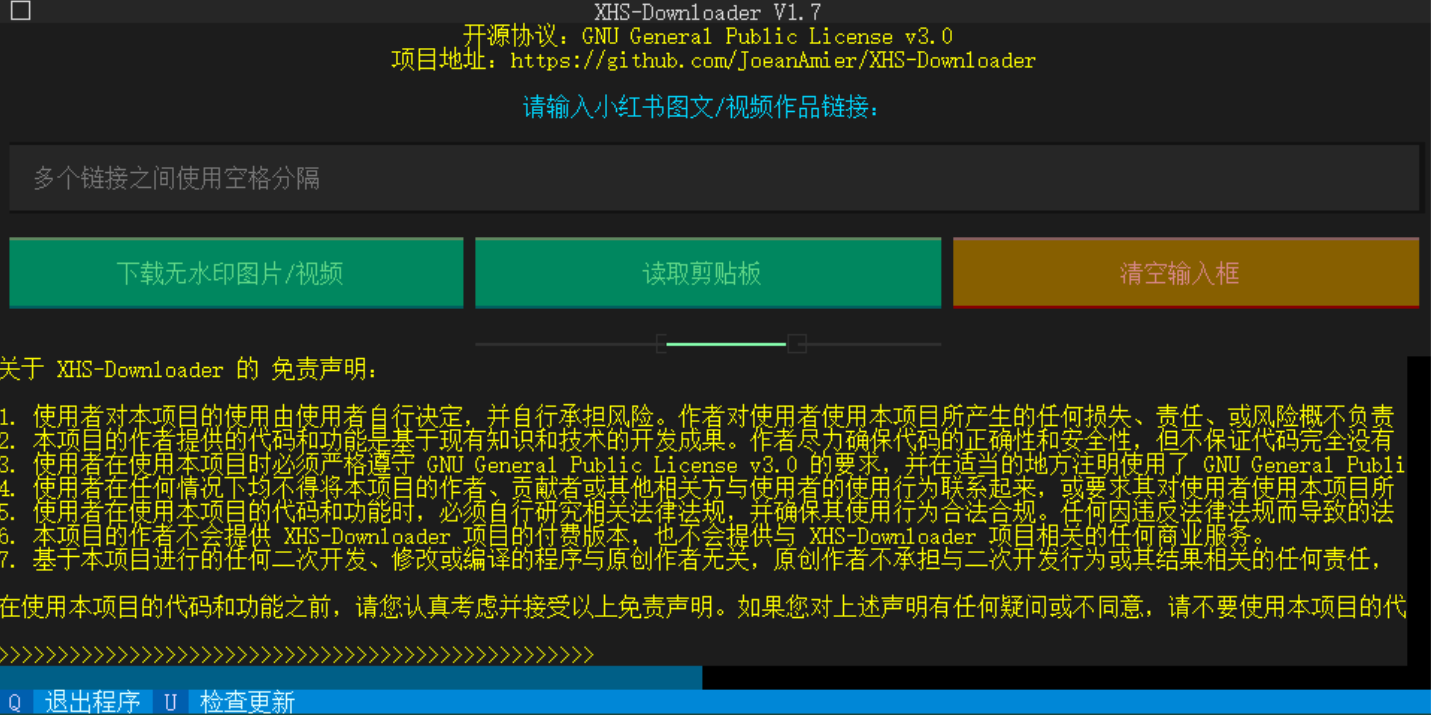 XHS-Downloader V1.7
开源协议：GNU General Public License v3.0
项目地址：https://github.com/JoeanAmier/XHS-Downloader
请输入小红书图文/视频作品链接：
多个链接之间使用空格分隔
下载无水印图片/视频 读取剪贴板 清空输入框
关于 XHS-Downloader 的 免责声明：
1. 使用者对本项目的使用由使用者自行决定，并自行承担风险。作者对使用者使用本项目所产生的任何损失、责任、或风险概不负责
2. 本项目的作者提供的代码和功能是基于现有知识和技术的开发成果。作者尽力确保代码的正确性和安全性，但不保证代码完全没有
3. 使用者在使用本项目时必须严格遵守 GNU General Public License v3.0 的要求，并在适当的地方注明使用了 GNU General Publi
4. 使用者在任何情况下均不得将本项目的作者、贡献者或其他相关方与使用者的使用行为联系起来，或要求其对使用者使用本项目所
5. 使用者在使用本项目的代码和功能时，必须自行研究相关法律法规，并确保其使用行为合法合规。任何因违反法律法规而导致的法
6. 本项目的作者不会提供 XHS-Downloader 项目的付费版本，也不会提供与 XHS-Downloader 项目相关的任何商业服务。
7. 基于本项目进行的任何二次开发、修改或编译的程序与原创作者无关，原创作者不承担与二次开发行为或其结果相关的任何责任，
在使用本项目的代码和功能之前，请您认真考虑并接受以上免责声明。如果您对上述声明有任何疑问或不同意，请不要使用本项目的代
>>>>>>>>>>>>>>>>>>>>>>>>>>>>>>>>>>>>>>>>>>>>>>>>>>
Q 退出程序 U 检查更新